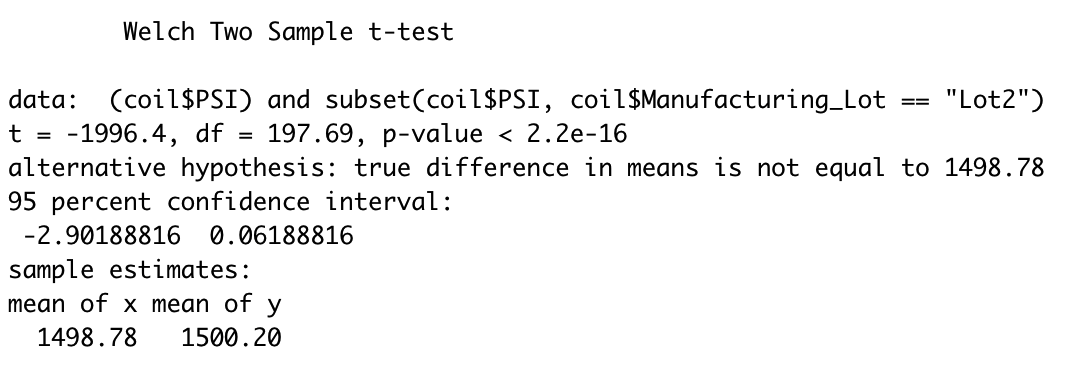 Welch Two Sample t-test
data:  (coil$PSI) and subset(coil$PSI, coil$Manufacturing_Lot == "Lot2")
t = -1996.4, df = 197.69, p-value < 2.2e-16
alternative hypothesis: true difference in means is not equal to 1498.78
95 percent confidence interval:
 -2.90188816  0.06188816
sample estimates:
mean of x mean of y
  1498.78   1500.20